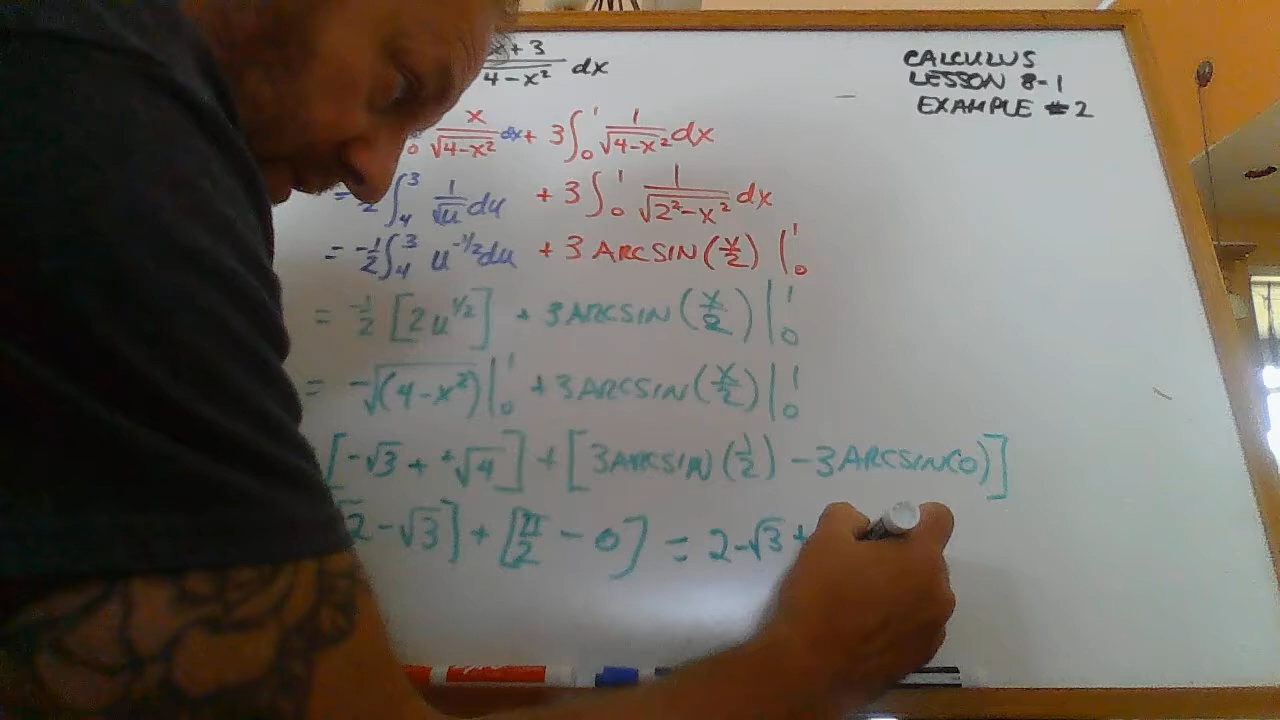 x+3 / 4-x² dx
CALCULUS
LESSON 8-1
EXAMPLE #2
0 x/√(4-x²) dx + 3∫₀¹ 1/√(4-x²) dx
= 2 ∫₄³ 1/√u du + 3∫₀¹ 1/√(2²-x²) dx
= -1/2 ∫₄³ u^(-1/2) du + 3 ARCSIN(x/2) |₀¹
= -1/2 [2u^(1/2)] + 3ARCSIN(x/2) |₀¹
= -√(4-x²) |₀¹ + 3ARCSIN(x/2) |₀¹
[-√3 + √4] + [3ARCSIN(1/2) - 3ARCSIN(0)]
2-√3] + [π/2 - 0] = 2-√3 +